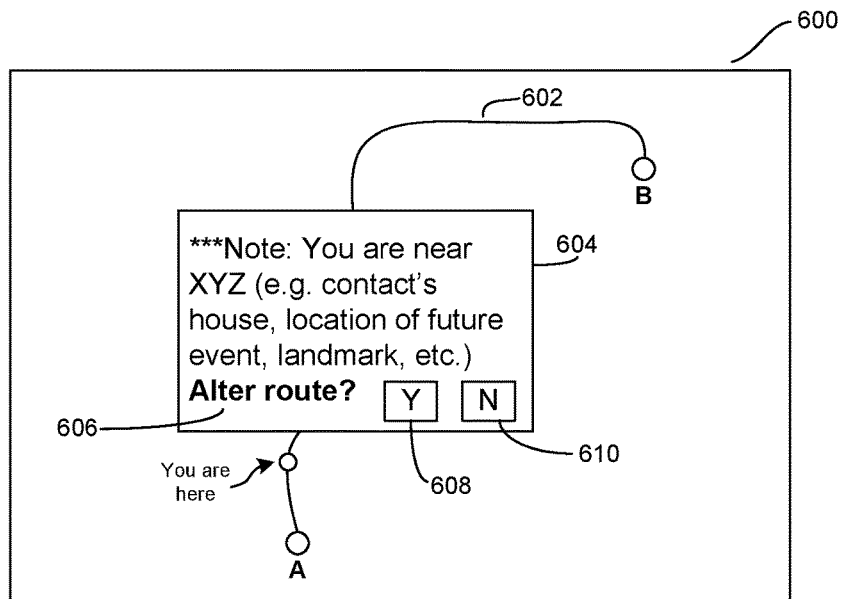 600
602
B
***Note: You are near
604
XYZ (e.g. contact's
house, location of future
event, landmark, etc.)
Alter route? Y N
606
610
You are
here
608
A